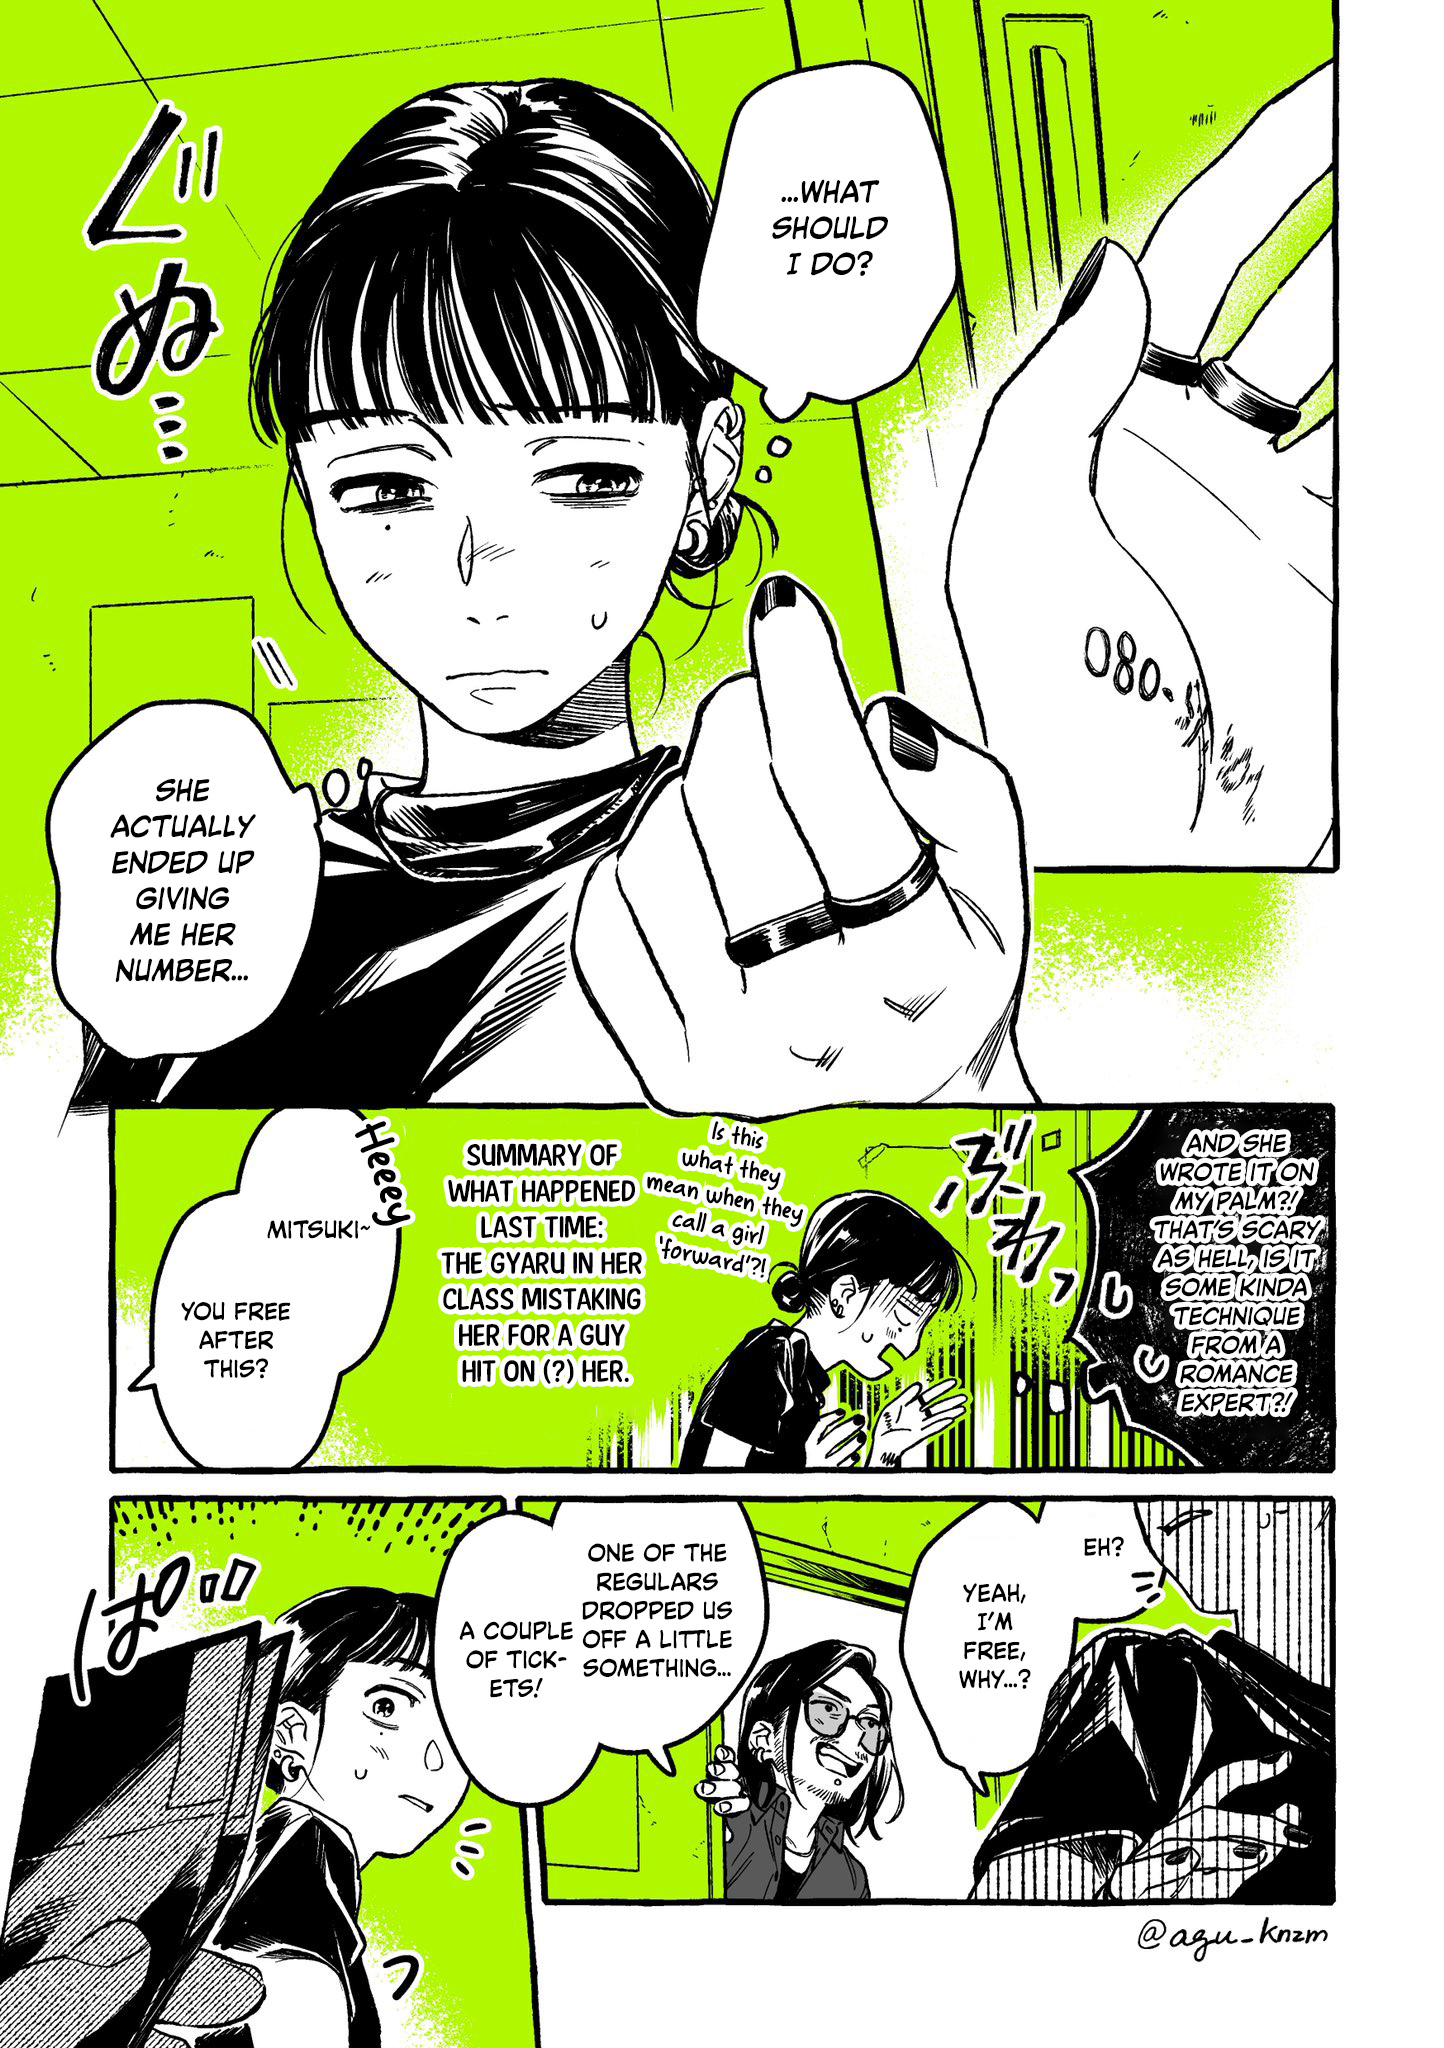 ...WHAT
SHOULD
I DO?
080-
ぐぬ…
SHE
ACTUALLY
ENDED UP
GIVING
ME HER
NUMBER...
AND SHE
WROTE IT ON
MY PALM?!
THAT'S SCARY
AS HELL, IS IT
SOME KINDA
TECHNIQUE
FROM A
ROMANCE
EXPERT?!
じーわっ
Is this
what they
mean when they
call a girl
'forward'?!
SUMMARY OF
WHAT HAPPENED
LAST TIME:
THE GYARU IN HER
CLASS MISTAKING
HER FOR A GUY
HIT ON (?) HER.
Heeeey
MITSUKI~
YOU FREE
AFTER
THIS?
EH?
YEAH,
I'M
FREE,
WHY...?
ONE OF THE
REGULARS
DROPPED US
OFF A LITTLE
SOMETHING...
A COUPLE
OF TICK-
ETS!
@agu_knzm